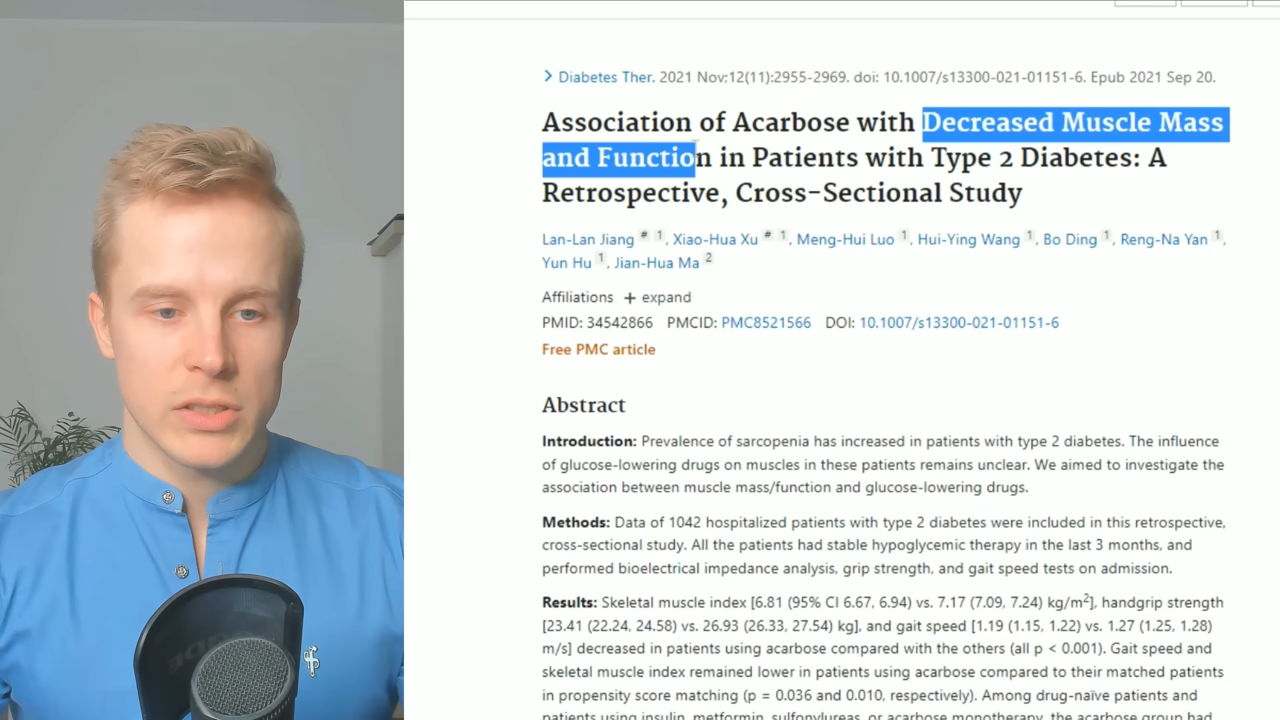 Diabetes Ther. 2021 Nov;12(11):2955-2969. doi: 10.1007/s13300-021-01151-6. Epub 2021 Sep 20.
Association of Acarbose with Decreased Muscle Mass
and Function in Patients with Type 2 Diabetes: A
Retrospective, Cross-Sectional Study
Lan-Lan Jiang # 1, Xiao-Hua Xu # 1, Meng-Hui Luo 1, Hui-Ying Wang 1, Bo Ding 1, Reng-Na Yan 1,
Yun Hu 1, Jian-Hua Ma 2
Affiliations + expand
PMID: 34542866 PMCID: PMC8521566 DOI: 10.1007/s13300-021-01151-6
Free PMC article
Abstract
Introduction: Prevalence of sarcopenia has increased in patients with type 2 diabetes. The influence
of glucose-lowering drugs on muscles in these patients remains unclear. We aimed to investigate the
association between muscle mass/function and glucose-lowering drugs.
Methods: Data of 1042 hospitalized patients with type 2 diabetes were included in this retrospective,
cross-sectional study. All the patients had stable hypoglycemic therapy in the last 3 months, and
performed bioelectrical impedance analysis, grip strength, and gait speed tests on admission.
Results: Skeletal muscle index [6.81 (95% CI 6.67, 6.94) vs. 7.17 (7.09, 7.24) kg/m2], handgrip strength
[23.41 (22.24, 24.58) vs. 26.93 (26.33, 27.54) kg], and gait speed [1.19 (1.15, 1.22) vs. 1.27 (1.25, 1.28)
m/s] decreased in patients using acarbose compared with the others (all p < 0.001). Gait speed and
skeletal muscle index remained lower in patients using acarbose compared to their matched patients
in propensity score matching (p = 0.036 and 0.010, respectively). Among drug-naïve patients and
patients using insulin, metformin, sulfonylureas, or acarbose monotherapy, the acarbose group had